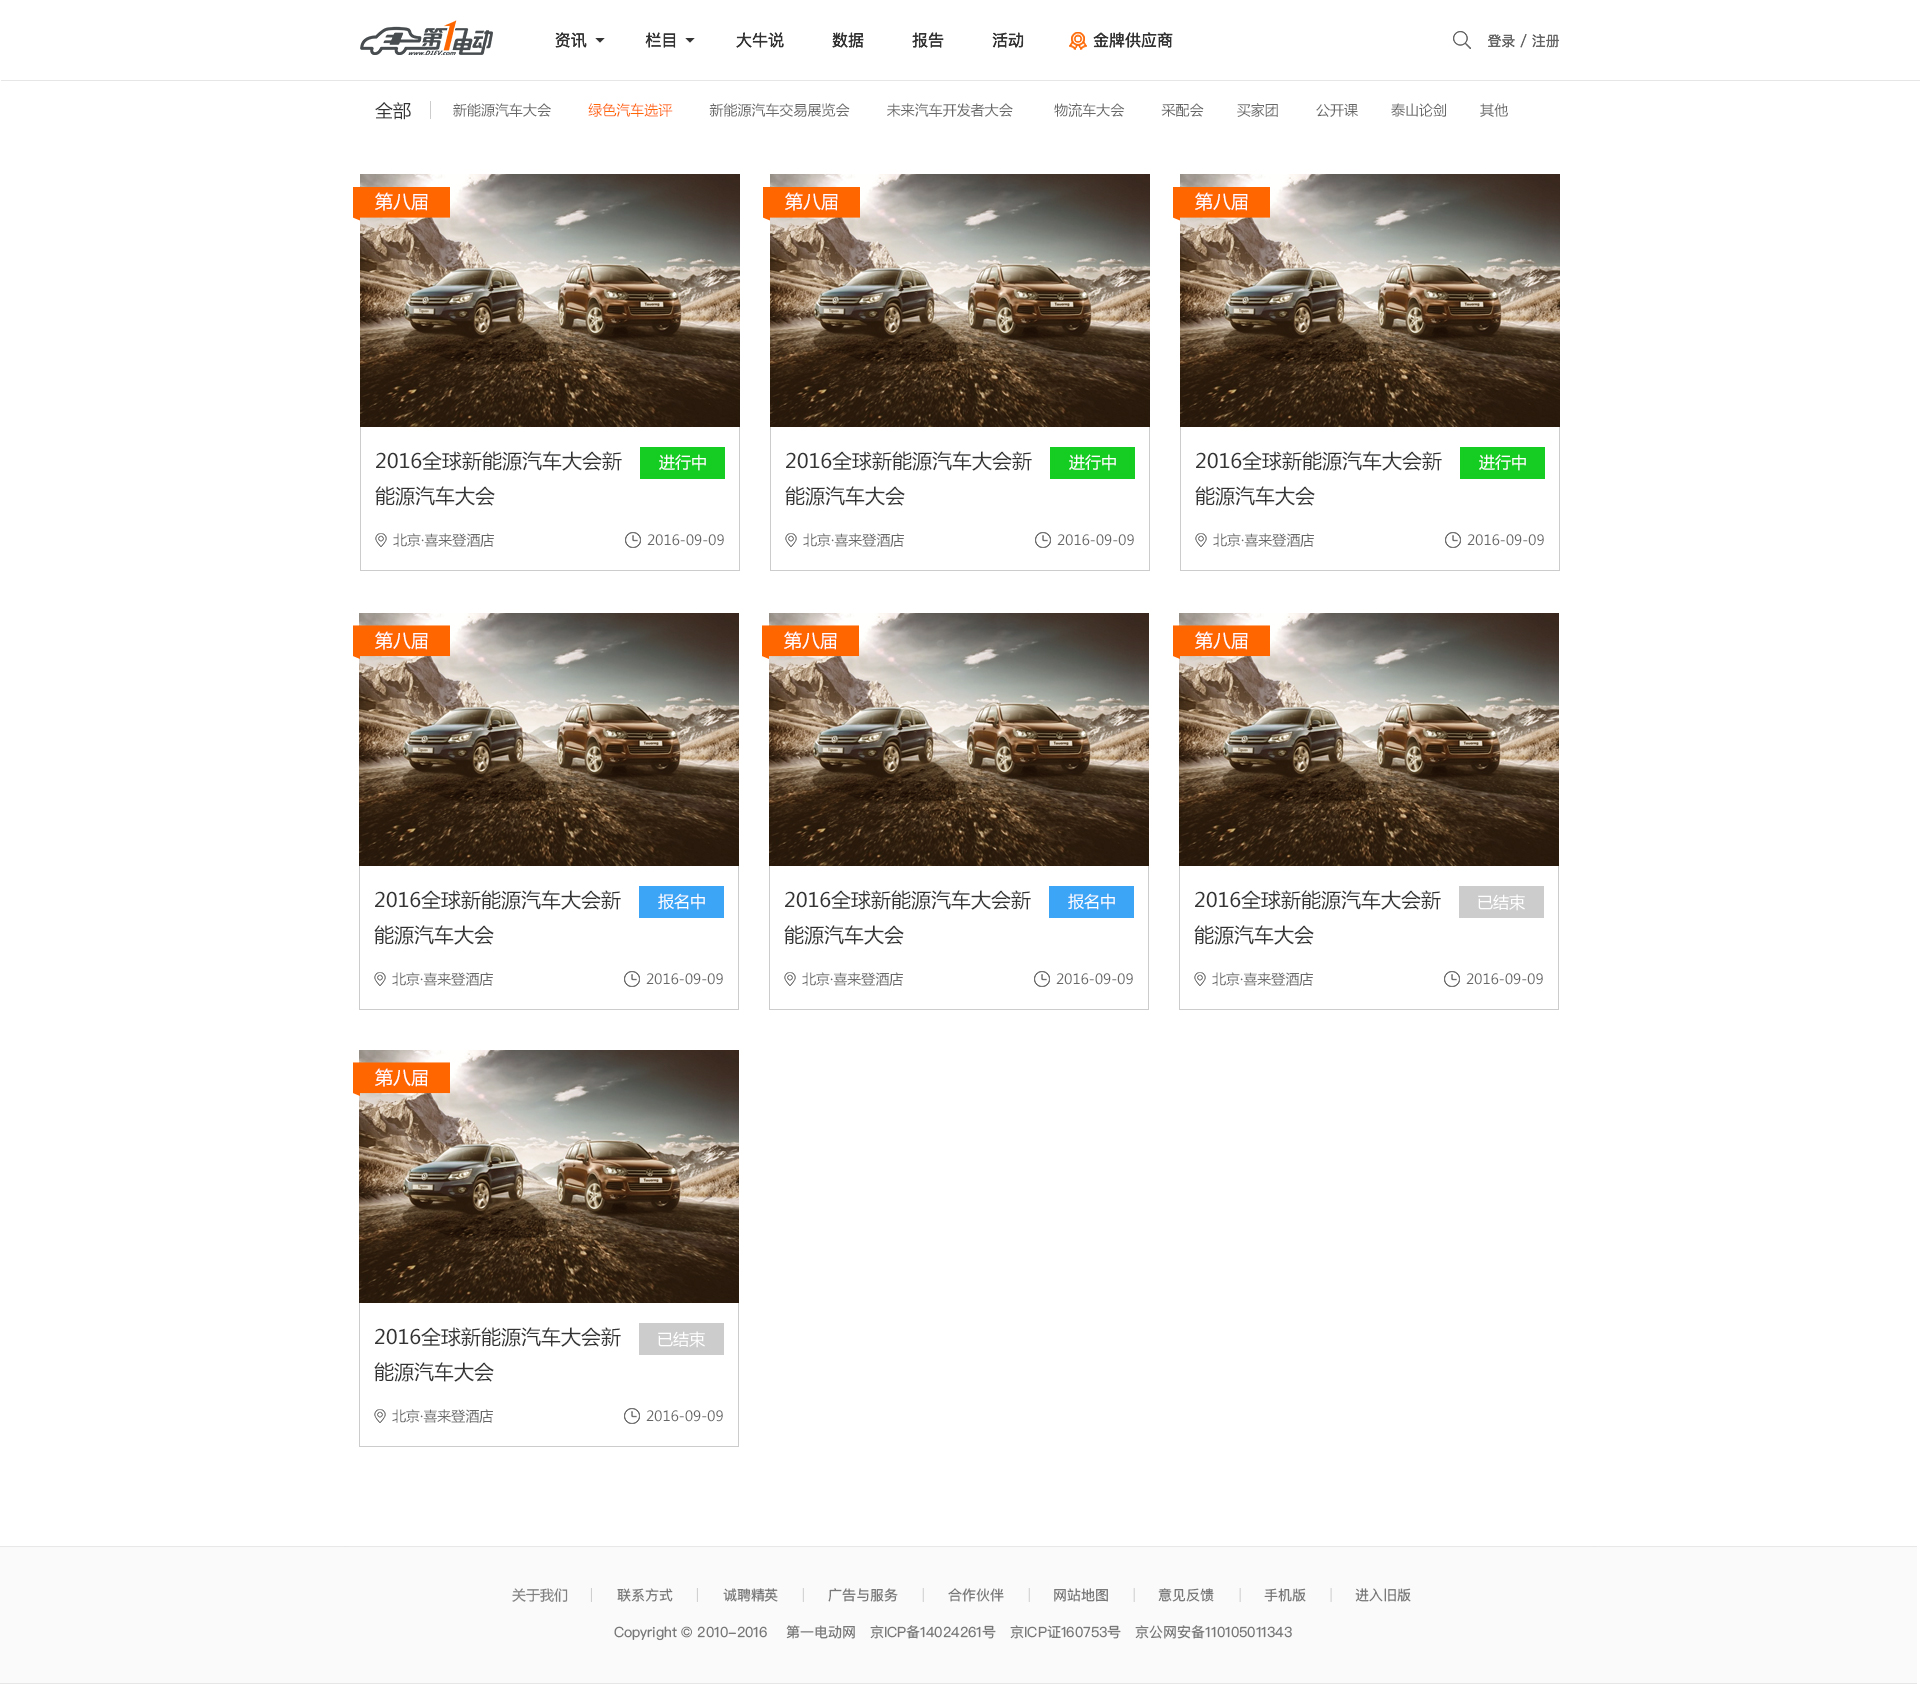 第1电动
www.D1EV.com
资讯 栏目 大牛说 数据 报告 活动 金牌供应商 登录 / 注册
全部 新能源汽车大会 绿色汽车选评 新能源汽车交易展览会 未来汽车开发者大会 物流车大会 采配会 买家团 公开课 泰山论剑 其他
第八届 第八届 第八届
2016全球新能源汽车大会新 进行中 2016全球新能源汽车大会新 进行中 2016全球新能源汽车大会新 进行中
能源汽车大会 能源汽车大会 能源汽车大会
北京·喜来登酒店 2016-09-09 北京·喜来登酒店 2016-09-09 北京·喜来登酒店 2016-09-09
第八届 第八届 第八届
2016全球新能源汽车大会新 报名中 2016全球新能源汽车大会新 报名中 2016全球新能源汽车大会新 已结束
能源汽车大会 能源汽车大会 能源汽车大会
北京·喜来登酒店 2016-09-09 北京·喜来登酒店 2016-09-09 北京·喜来登酒店 2016-09-09
第八届
2016全球新能源汽车大会新 已结束
能源汽车大会
北京·喜来登酒店 2016-09-09
关于我们 联系方式 诚聘精英 广告与服务 合作伙伴 网站地图 意见反馈 手机版 进入旧版
Copyright © 2010-2016 第一电动网 京ICP备14024261号 京ICP证160753号 京公网安备110105011343